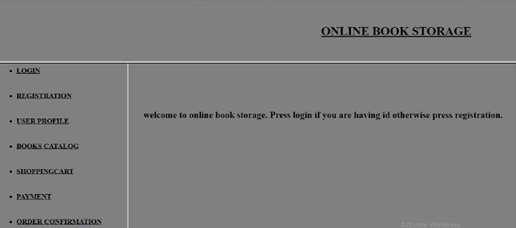 ONLINE BOOK STORAGE
LOGIN
REGISTRATION
USER PROFILE
BOOKS CATALOG
SHOPPINGCART
PAYMENT
ORDER CONFIRMATION
welcome to online book storage. Press login if you are having id otherwise press registration.
Activate Windows